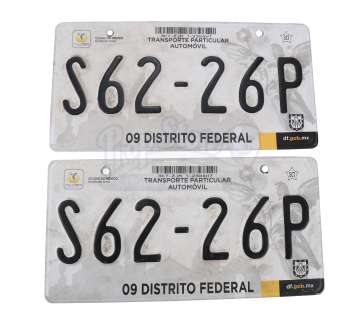 TRANSPORTE PARTICULAR
AUTOMÓVIL
S62-26P
09 DISTRITO FEDERAL
df.gob.mx
TRANSPORTE PARTICULAR
AUTOMÓVIL
S62-26P
09 DISTRITO FEDERAL
df.gob.mx